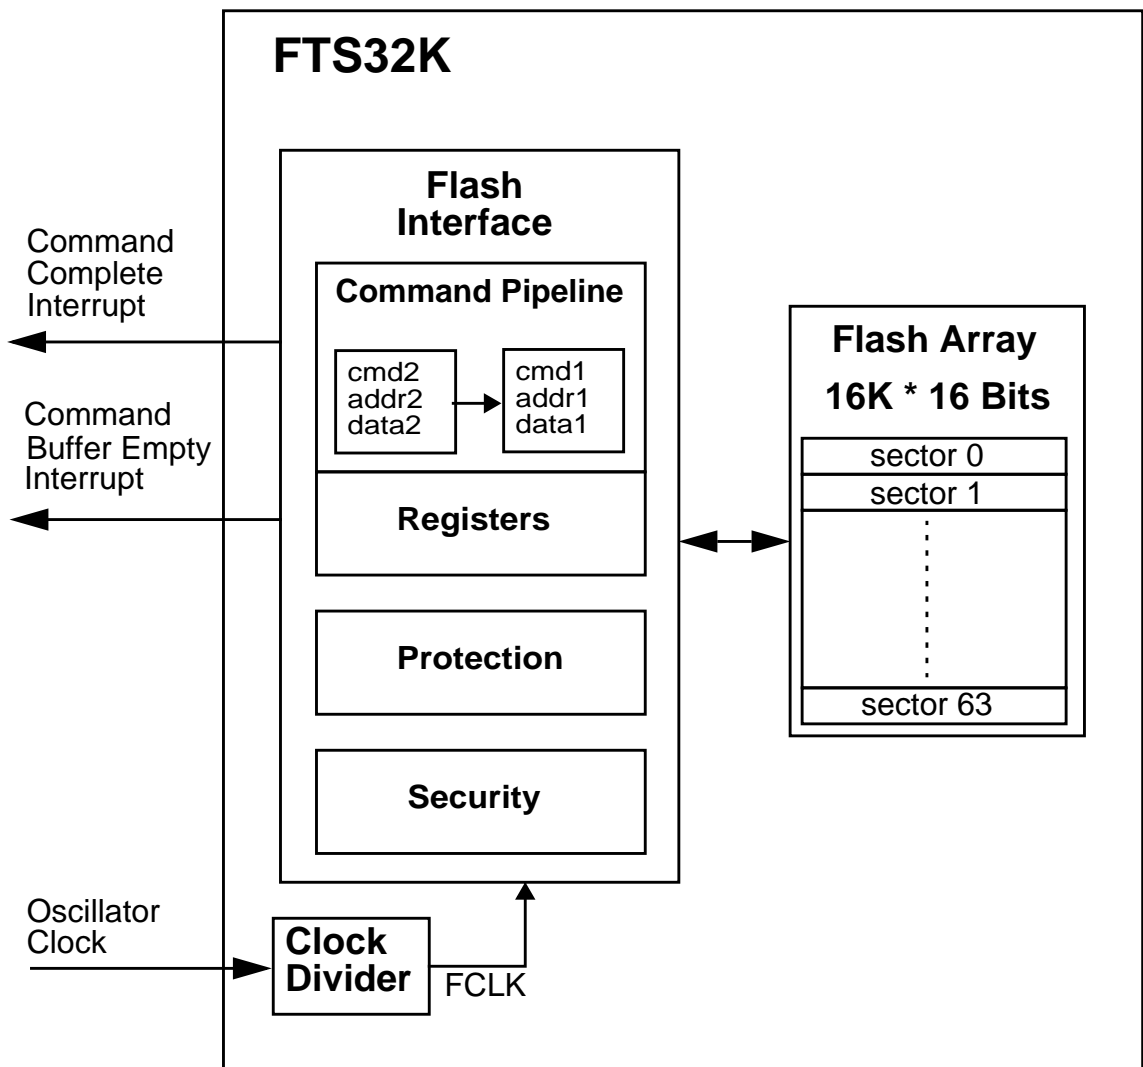 FTS32K
Flash
Interface
Command
Complete
Interrupt
Command Pipeline
cmd2
addr2
data2
cmd1
addr1
data1
Flash Array
16K * 16 Bits
sector 0
sector 1
sector 63
Command
Buffer Empty
Interrupt
Registers
Protection
Security
Oscillator
Clock
Clock
Divider
FCLK